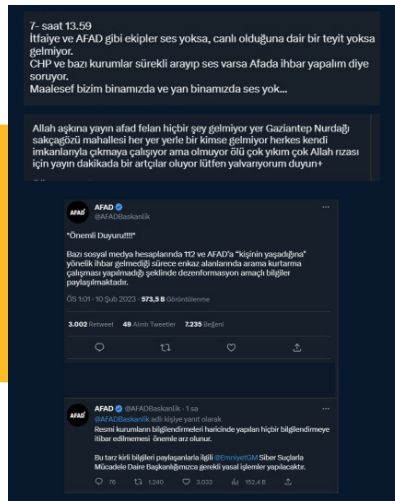 7- saat 13.59
İtfaiye ve AFAD gibi ekipler ses yoksa, canlı olduğuna dair bir teyit yoksa
gelmiyor.
CHP ve bazı kurumlar sürekli arayıp ses varsa Afada ihbar yapalım diye
soruyor.
Maalesef bizim binamızda ve yan binamızda ses yok...
Allah aşkına yayın afad felan hiçbir şey gelmiyor yer Gaziantep Nurdağı
sakçagözü mahallesi her yer yerle bir kimse gelmiyor herkes kendi
imkanlarıyla çıkmaya çalışıyor ama olmuyor ölü çok yıkım çok Allah rızası
için yayın dakikada bir artçılar oluyor lütfen yalvarıyorum duyun+
AFAD
AFAD
@AFADBaskanlik
"Önemli Duyuru!!!!"
Bazı sosyal medya hesaplarında 112 ve AFAD'a "kişinin yaşadığına"
yönelik ihbar gelmediği sürece enkaz alanlarında arama kurtarma
çalışması yapılmadığı şeklinde dezenformasyon amaçlı bilgiler
paylaşılmaktadır.
ÖS 1:01 · 10 Şub 2023 · 573,5 B Görüntülenme
3.002 Retweet 49 Alıntı Tweetler 7.235 Beğeni
AFAD
AFAD @AFADBaskanlik · 1 sa
@AFADBaskanlik adlı kişiye yanıt olarak
Resmi kurumların bilgilendirmeleri haricinde yapılan hiçbir bilgilendirmeye
itibar edilmemesi önemle arz olunur.
Bu tarz kirli bilgileri paylaşanlarla ilgili @EmniyetGM Siber Suçlarla
Mücadele Daire Başkanlığımızca gerekli yasal işlemler yapılacaktır.
76 1.240 3.033 152,4 B